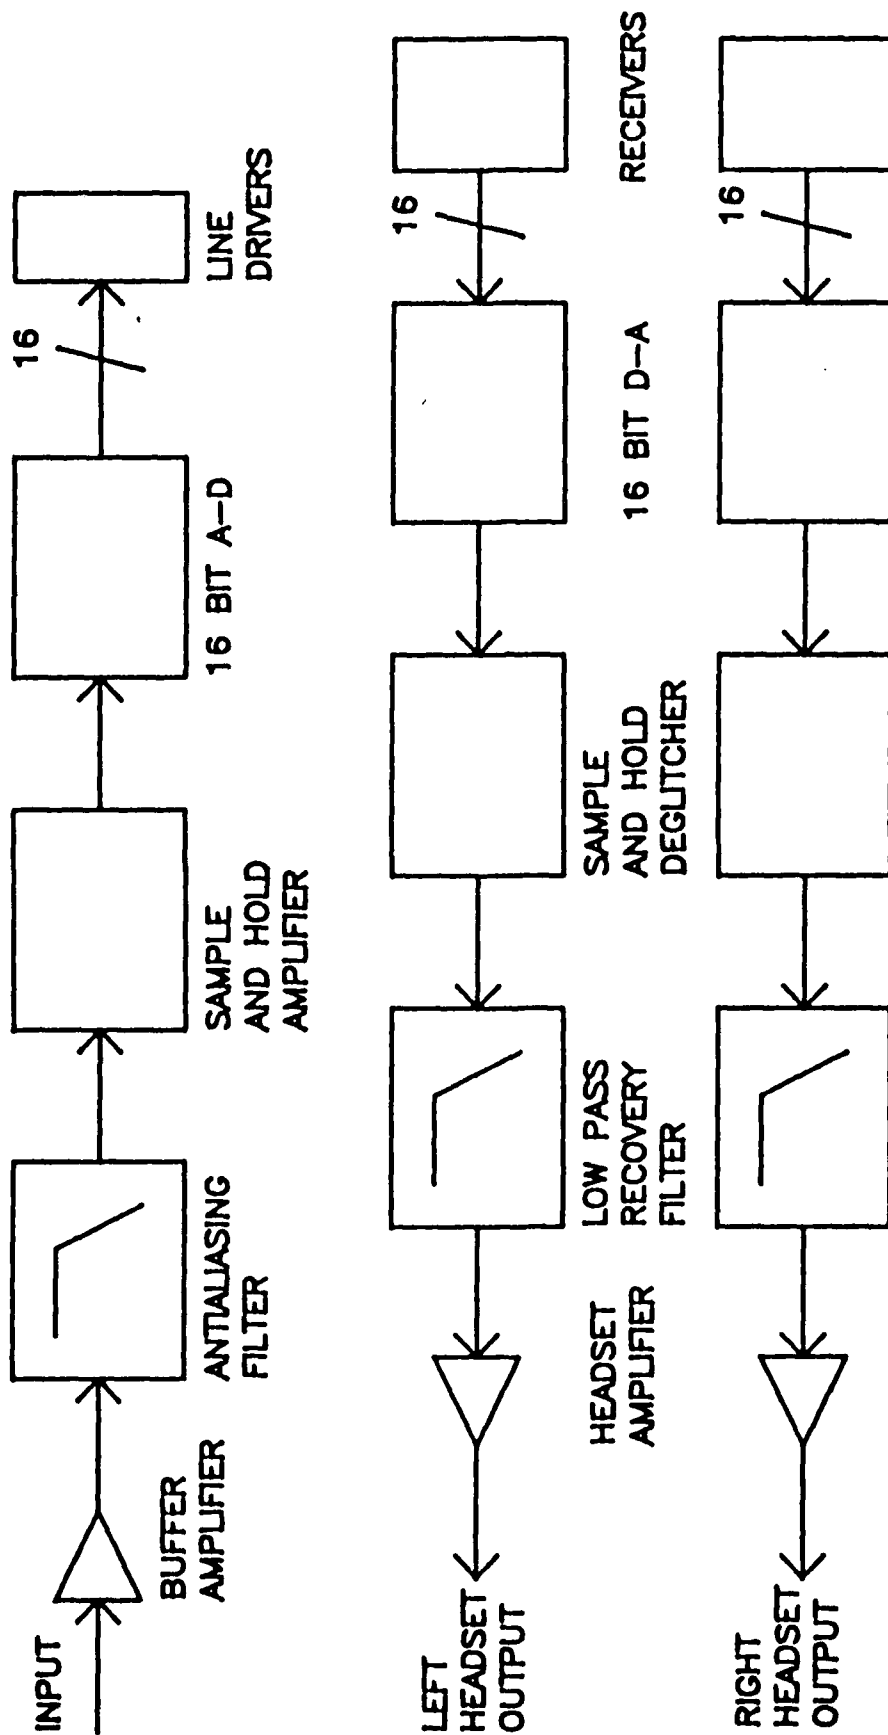 INPUT
BUFFER
AMPLIFIER
ANTIALIASING
FILTER
SAMPLE
AND HOLD
AMPLIFIER
16 BIT A-D
16
LINE
DRIVERS
LEFT
HEADSET
OUTPUT
HEADSET
AMPLIFIER
LOW PASS
RECOVERY
FILTER
SAMPLE
AND HOLD
DEGLITCHER
16 BIT D-A
16
RECEIVERS
RIGHT
HEADSET
OUTPUT
16